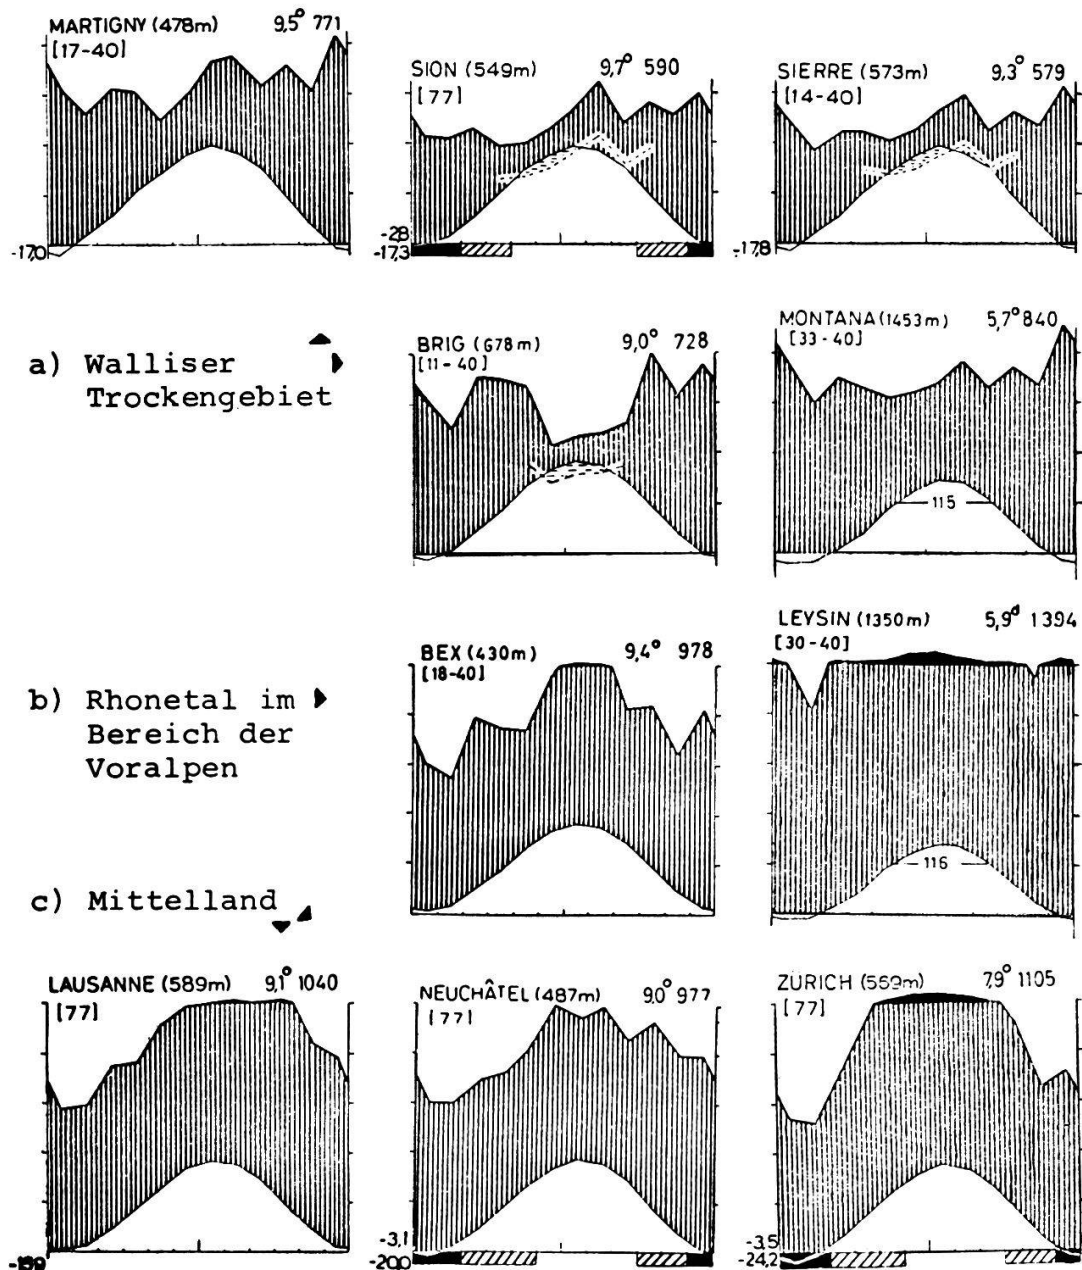 MARTIGNY (478m) 9,5° 771
[17-40]
-17,0
SION (549m) 9,7° 590
[77]
-2,8
-17,3
SIERRE (573m) 9,3° 579
[14-40]
-17,8
a) Walliser
Trockengebiet
BRIG (678m) 9,0° 728
[11-40]
MONTANA (1453m) 5,7° 840
[33-40]
115
b) Rhonetal im
Bereich der
Voralpen
BEX (430m) 9,4° 978
[18-40]
LEYSIN (1350m) 5,9° 1394
[30-40]
116
c) Mittelland
LAUSANNE (589m) 9,1° 1040
[77]
NEUCHÂTEL (487m) 9,0° 977
[77]
-3,1
-20,0
ZÜRICH (569m) 7,9° 1105
[77]
-3,5
-24,2